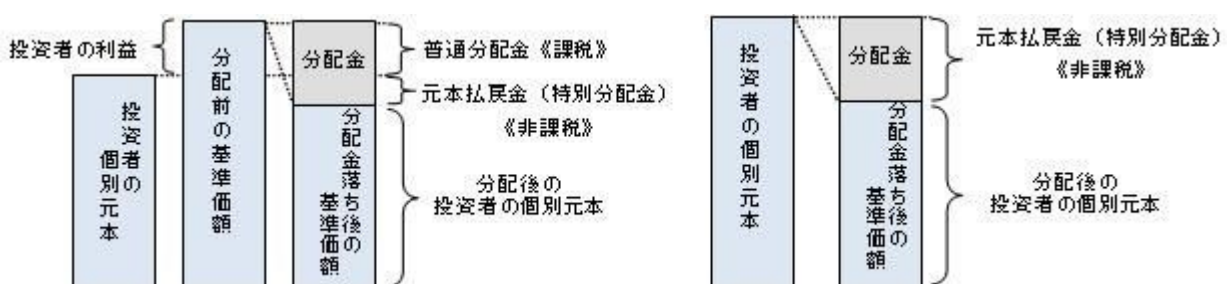 投資者の利益
投資者の
個別の元本
分配前の基準価額
分配金
分配金落ち後の
基準価額
普通分配金《課税》
元本払戻金（特別分配金）
《非課税》
分配後の
投資者の個別元本
投資者の個別元本
分配金
分配金落ち後の
基準価額
元本払戻金（特別分配金）
《非課税》
分配後の
投資者の個別元本